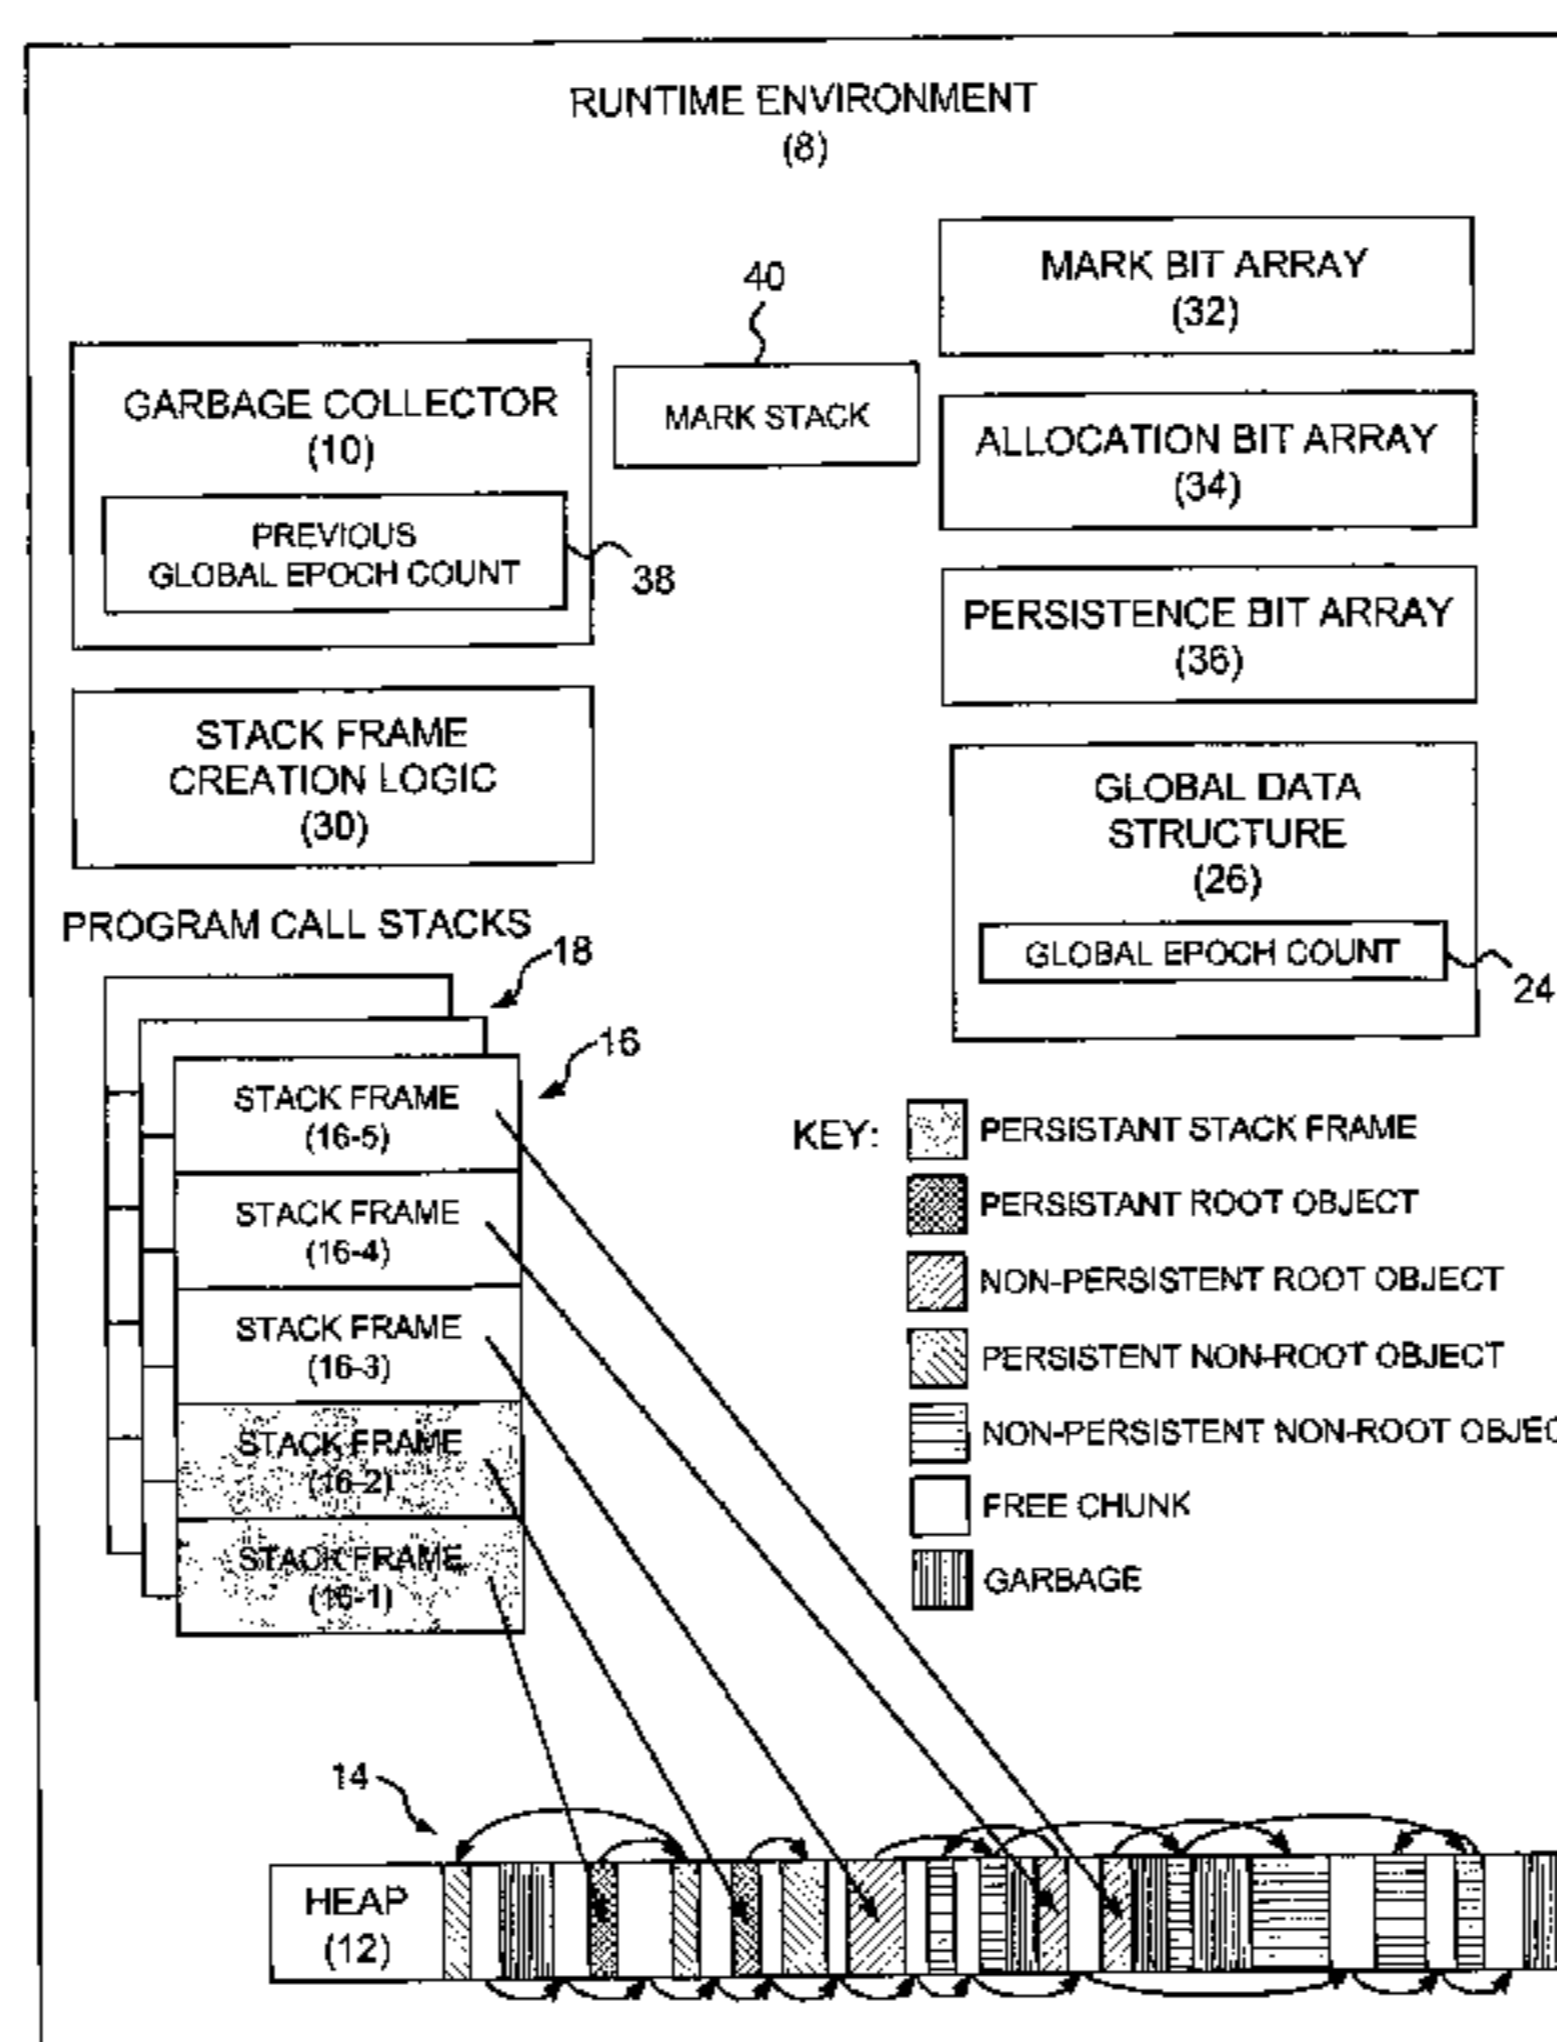 RUNTIME ENVIRONMENT
(8)
MARK BIT ARRAY
(32)
40
MARK STACK
GARBAGE COLLECTOR
(10)
PREVIOUS
GLOBAL EPOCH COUNT
38
ALLOCATION BIT ARRAY
(34)
PERSISTENCE BIT ARRAY
(36)
STACK FRAME
CREATION LOGIC
(30)
GLOBAL DATA
STRUCTURE
(26)
GLOBAL EPOCH COUNT
24
PROGRAM CALL STACKS
18
16
STACK FRAME
(16-5)
STACK FRAME
(16-4)
STACK FRAME
(16-3)
STACK FRAME
(16-2)
STACK FRAME
(16-1)
KEY:
PERSISTANT STACK FRAME
PERSISTANT ROOT OBJECT
NON-PERSISTENT ROOT OBJECT
PERSISTENT NON-ROOT OBJECT
NON-PERSISTENT NON-ROOT OBJEC
FREE CHUNK
GARBAGE
14
HEAP
(12)